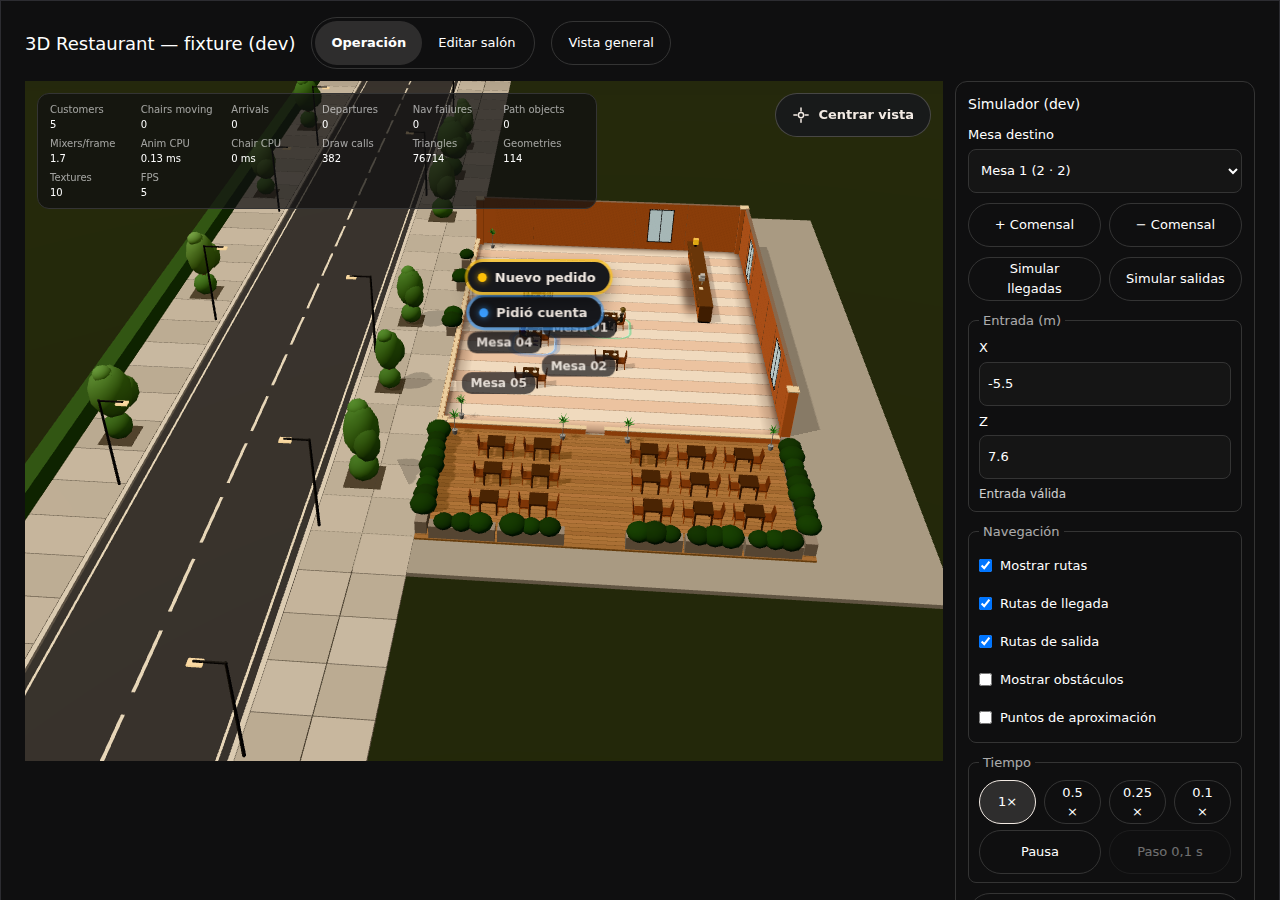 3D Restaurant — fixture (dev)
Operación
Editar salón
Vista general
Customers
5
Chairs moving
0
Arrivals
0
Departures
0
Nav failures
0
Path objects
0
Mixers/frame
1.7
Anim CPU
0.13 ms
Chair CPU
0 ms
Draw calls
382
Triangles
76714
Geometries
114
Textures
10
FPS
5
Centrar vista
Nuevo pedido
Pidió cuenta
Mesa 01
Mesa 04
Mesa 02
Mesa 05
Simulador (dev)
Mesa destino
Mesa 1 (2 · 2)
+ Comensal
− Comensal
Simular
llegadas
Simular salidas
Entrada (m)
X
-5.5
Z
7.6
Entrada válida
Navegación
Mostrar rutas
Rutas de llegada
Rutas de salida
Mostrar obstáculos
Puntos de aproximación
Tiempo
1×
0.5
×
0.25
×
0.1
×
Pausa
Paso 0,1 s